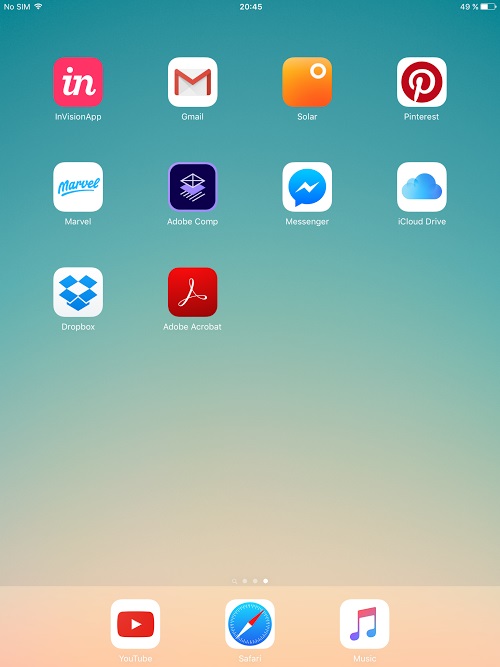 No SIM 20:45 49 %
in
InVisionApp Gmail Solar Pinterest
Marvel
Marvel Adobe Comp Messenger iCloud Drive
Dropbox Adobe Acrobat
YouTube Safari Music